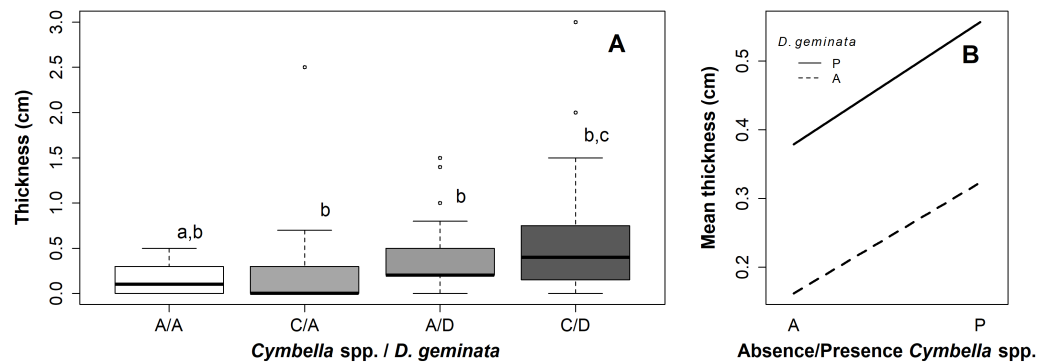 A
Thickness (cm)
3.0
2.5
2.0
1.5
1.0
0.5
0.0
a,b
b
b
b,c
A/A
C/A
A/D
C/D
Cymbella spp. / D. geminata
B
D. geminata
P
A
Mean thickness (cm)
0.5
0.4
0.3
0.2
A
P
Absence/Presence Cymbella spp.